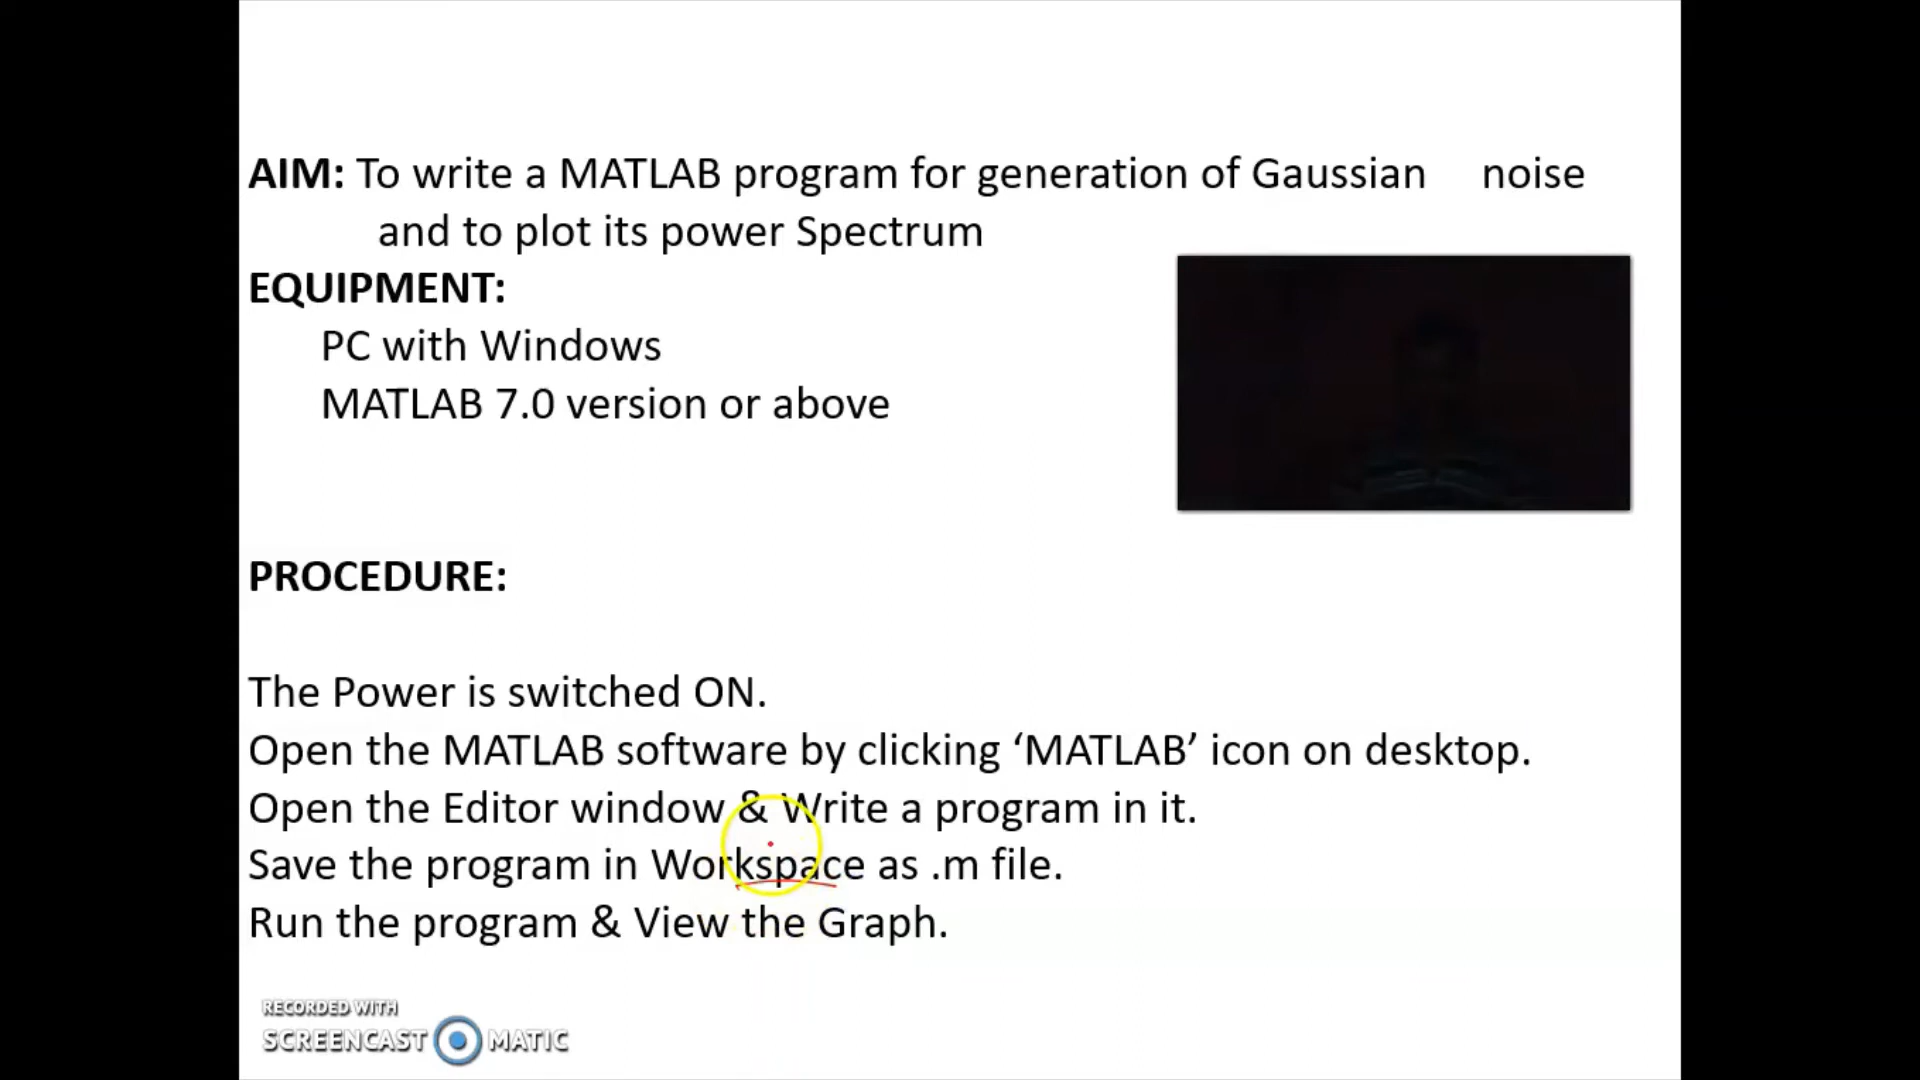 AIM: To write a MATLAB program for generation of Gaussian noise
and to plot its power Spectrum
EQUIPMENT:
PC with Windows
MATLAB 7.0 version or above
PROCEDURE:
The Power is switched ON.
Open the MATLAB software by clicking ‘MATLAB’ icon on desktop.
Open the Editor window & Write a program in it.
Save the program in Workspace as .m file.
Run the program & View the Graph.
RECORDED WITH
SCREENCAST MATIC